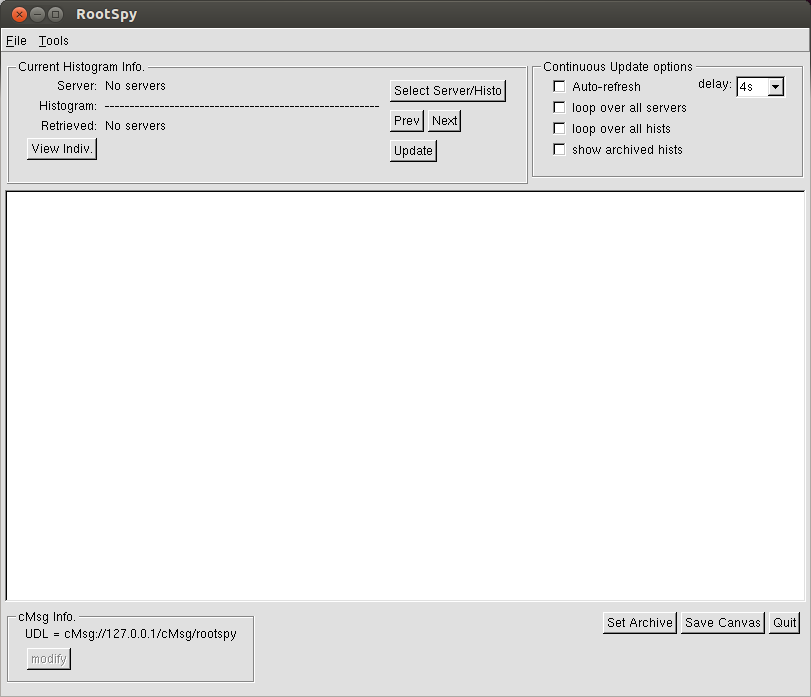 RootSpy
File Tools
Current Histogram Info.
Server: No servers
Histogram: -------------------------------------------------------
Retrieved: No servers
View Indiv.
Select Server/Histo
Prev Next
Update
Continuous Update options
Auto-refresh delay: 4s
loop over all servers
loop over all hists
show archived hists
cMsg Info.
UDL = cMsg://127.0.0.1/cMsg/rootspy
modify
Set Archive Save Canvas Quit